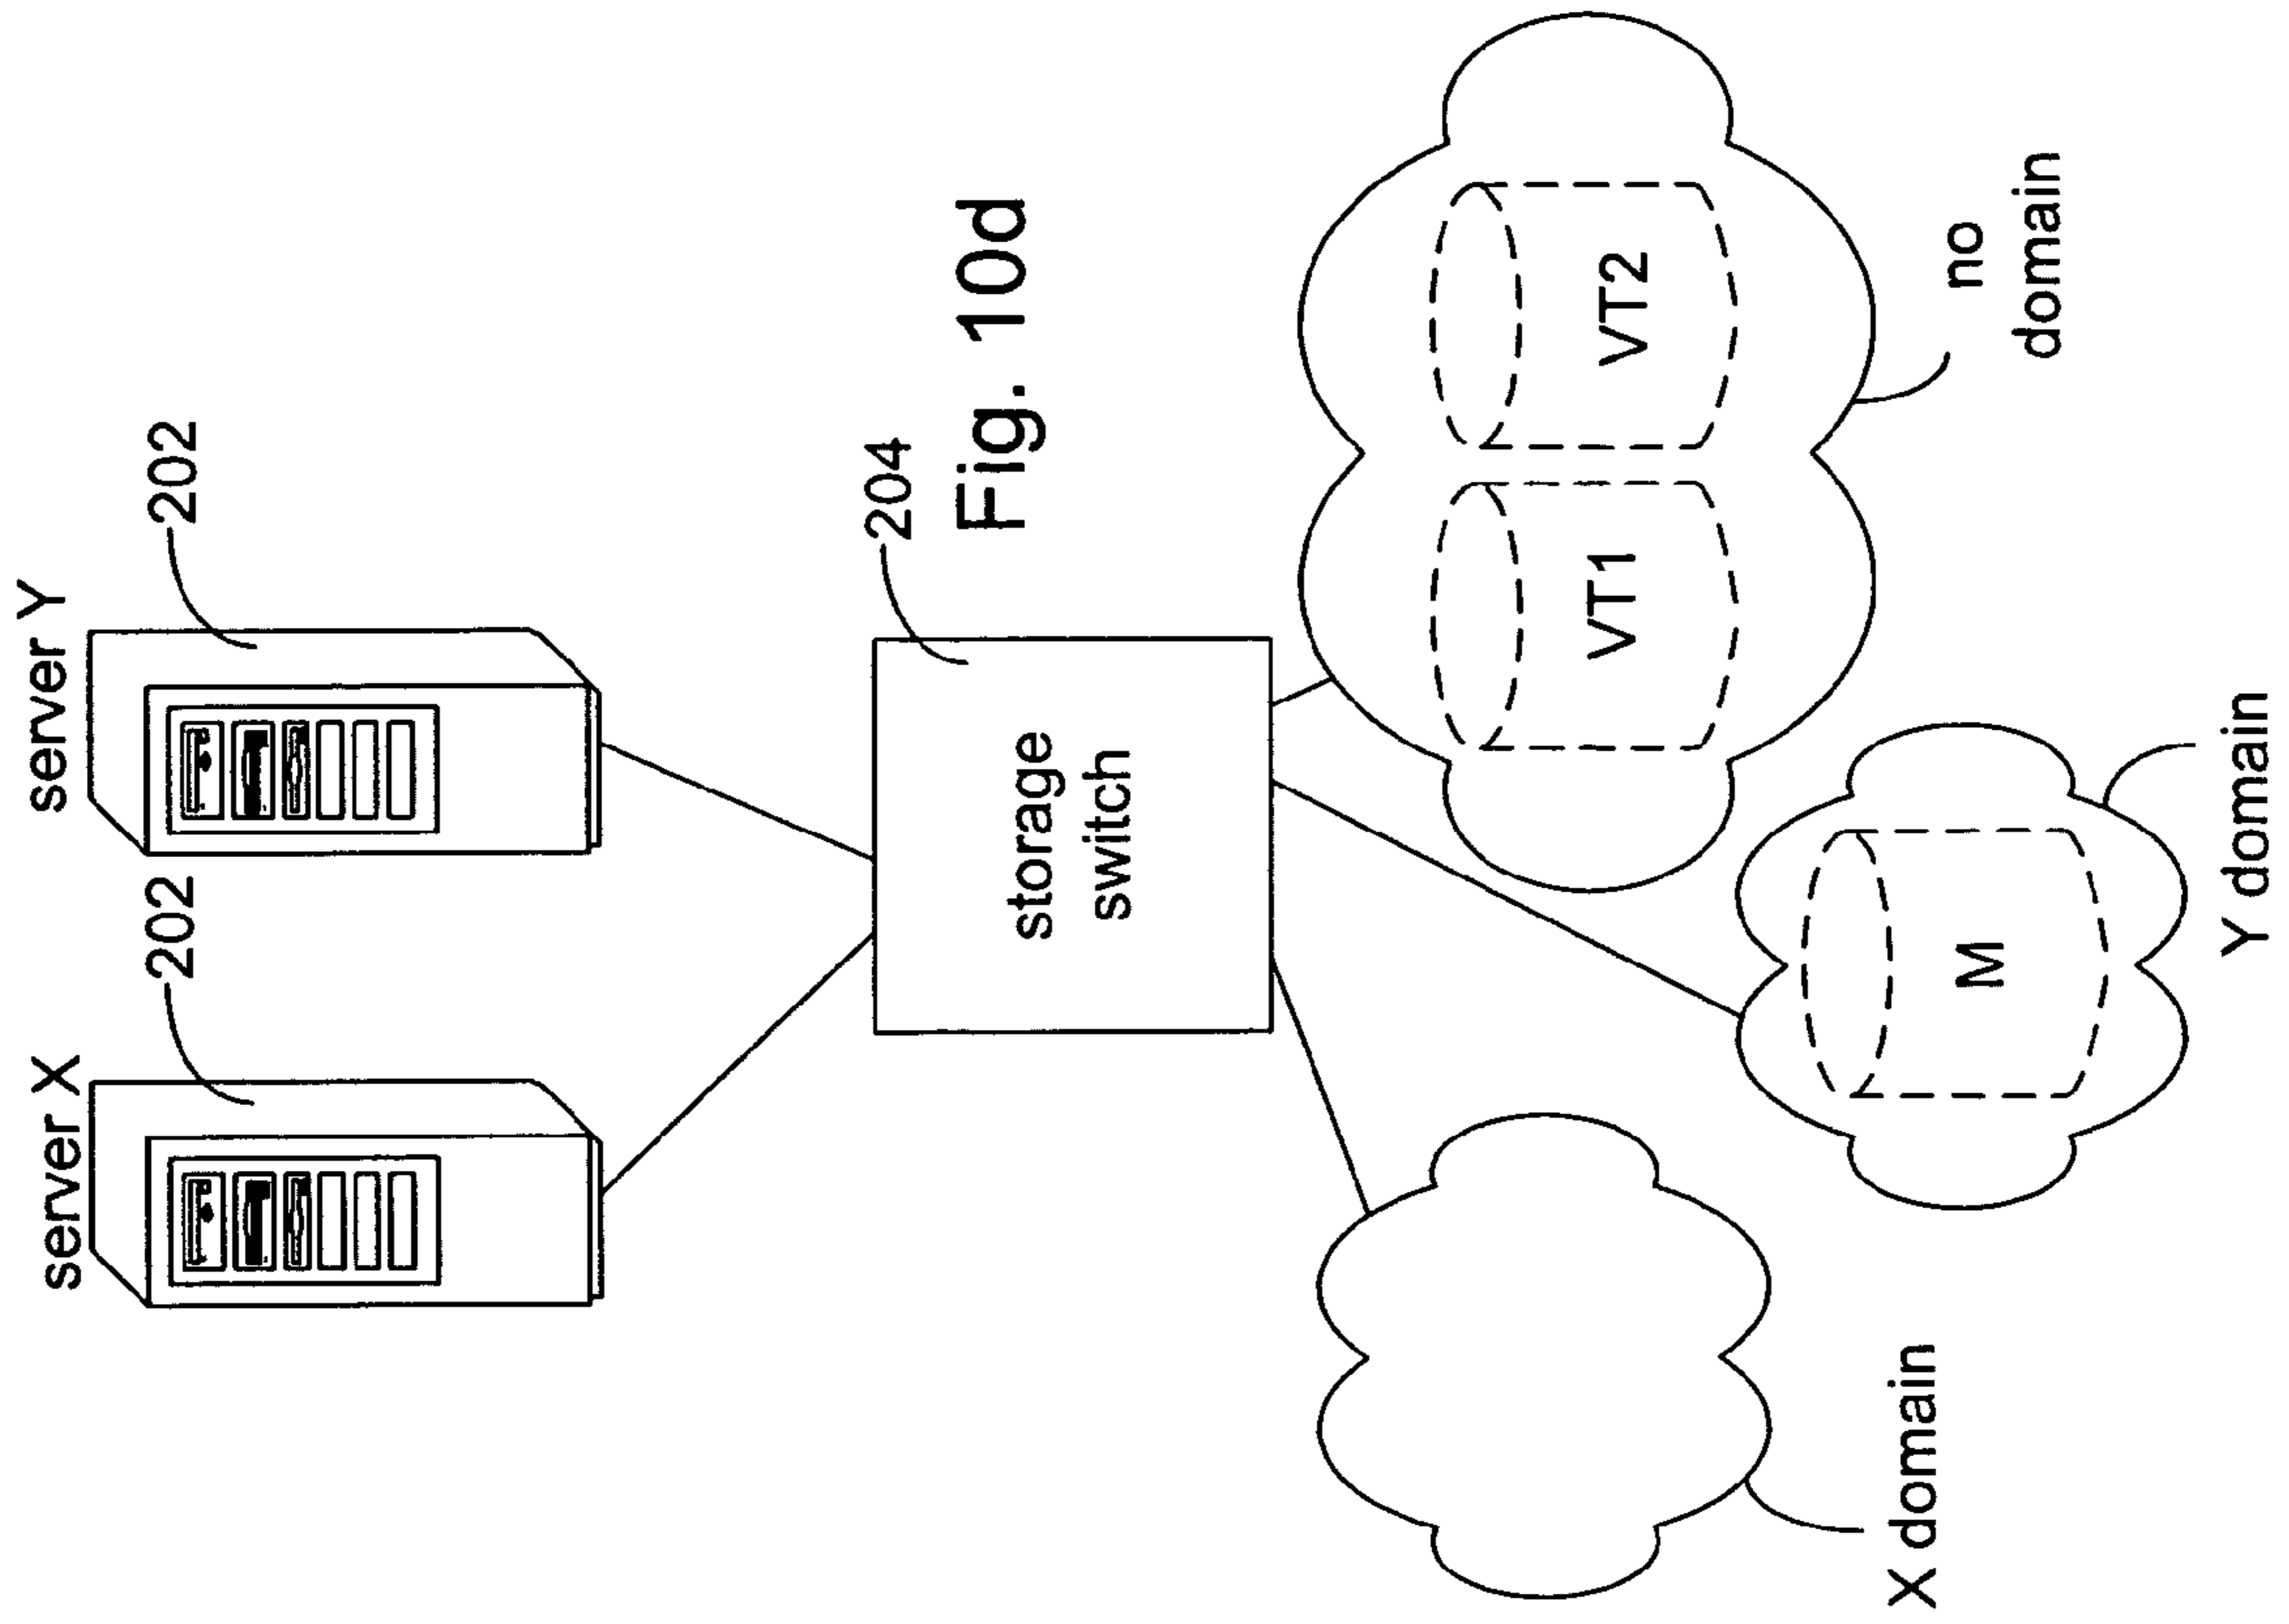 server X
202
server Y
202
204
storage
switch
Fig. 10d
X domain
M
Y domain
VT1
VT2
no
domain